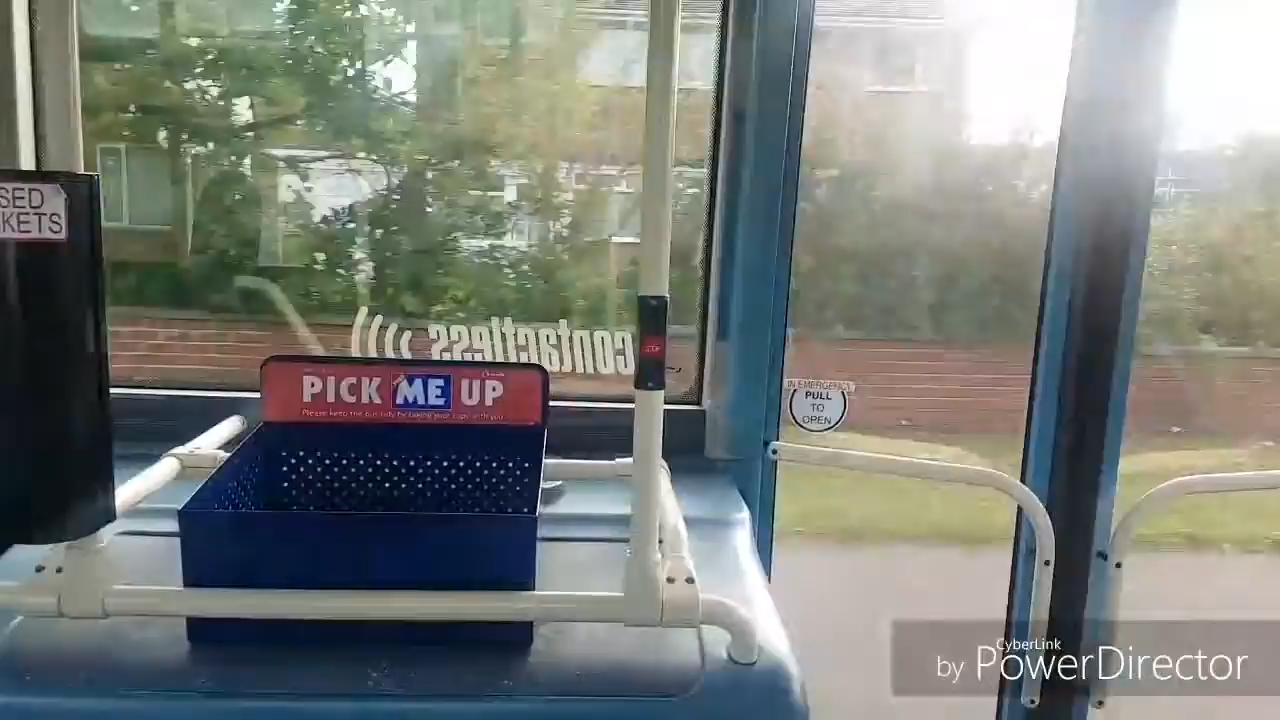 SED
KETS
contactless
PICK ME UP
Please keep the bus tidy by taking your copy with you
STOP
IN EMERGENCY
PULL
TO
OPEN
CyberLink
by PowerDirector